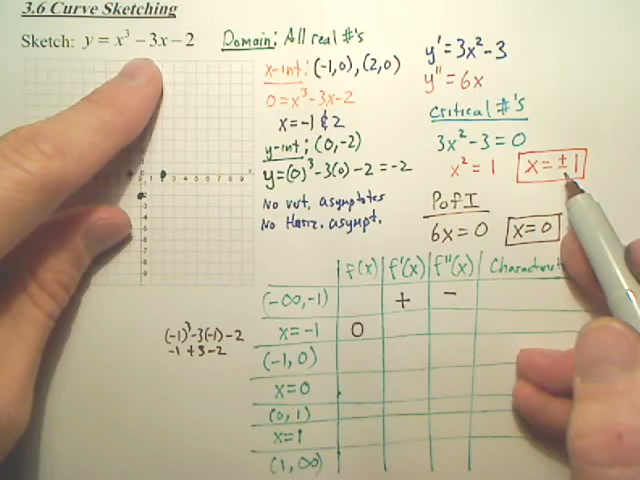 3.6 Curve Sketching
Sketch: y = x³ − 3x − 2
Domain: All real #'s
x-int: (-1,0), (2,0)
0 = x³ - 3x - 2
x = -1 & 2
y-int: (0, -2)
y = (0)³ - 3(0) - 2 = -2
No vert. asymptotes
No Horiz. asympt.
y' = 3x² - 3
y'' = 6x
Critical #'s
3x² - 3 = 0
x² = 1 x = ± 1
P of I
6x = 0 x = 0
f(x) f'(x) f''(x)
(-∞, -1) + -
x = -1 0
(-1, 0)
x = 0
(0, 1)
x = 1
(1, ∞)
(-1)³ - 3(-1) - 2
-1 + 3 - 2